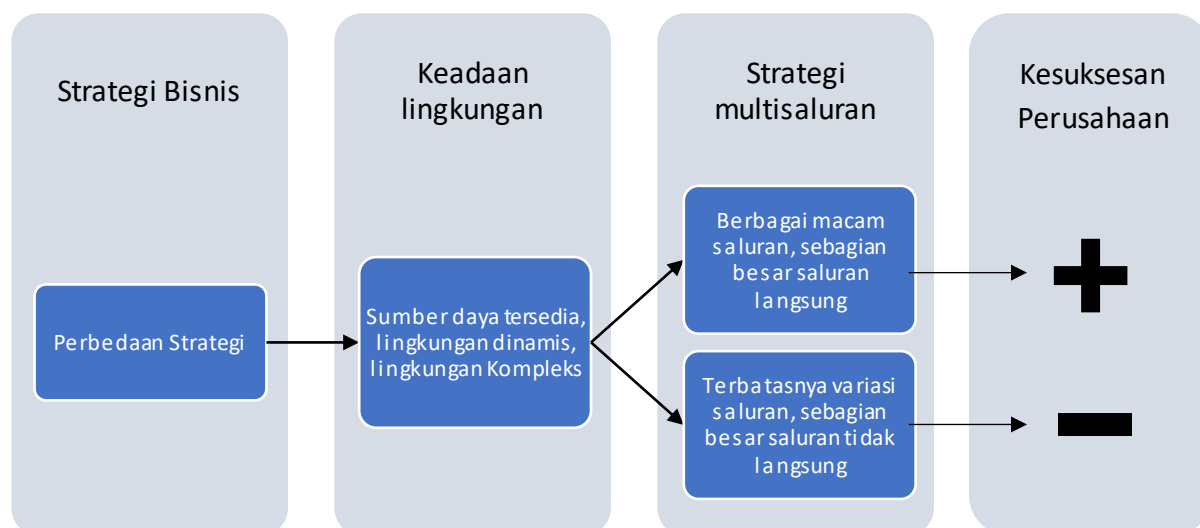 Strategi Bisnis
Keadaan
lingkungan
Strategi
multisaluran
Kesuksesan
Perusahaan
Perbedaan Strategi
Sumber daya tersedia,
lingkungan dinamis,
lingkungan Kompleks
Berbagai macam
saluran, sebagian
besar saluran
langsung
Terbatasnya variasi
saluran, sebagian
besar saluran tidak
langsung